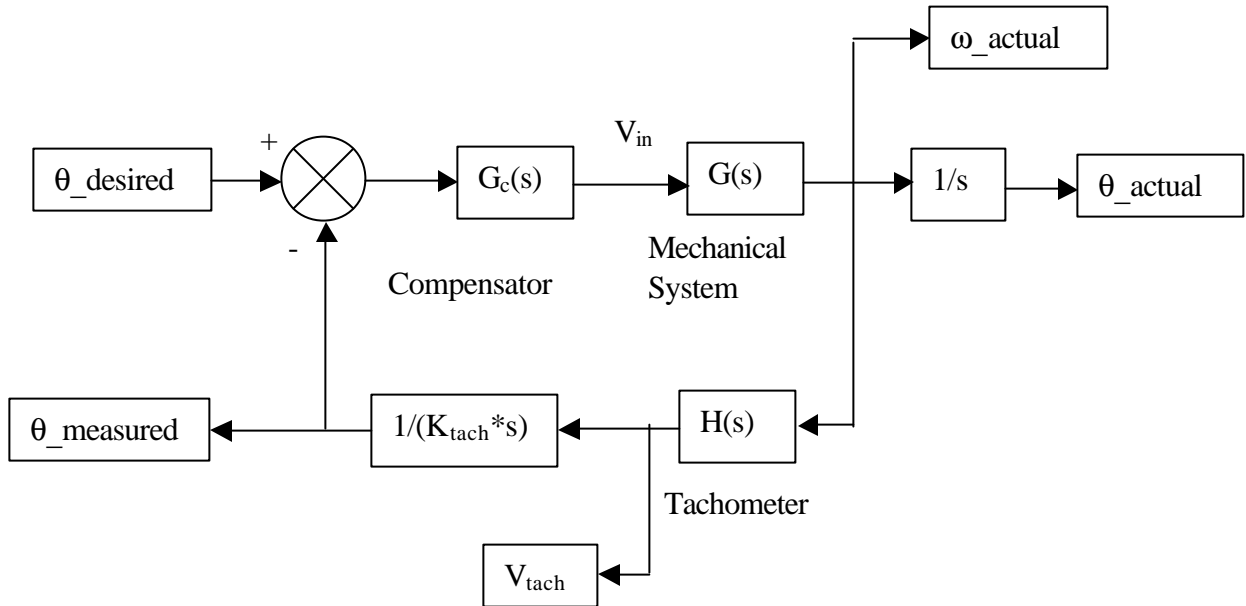 ω_actual
+
V_in
θ_desired
G_c(s)
G(s)
1/s
θ_actual
-
Mechanical
System
Compensator
θ_measured
1/(K_tach*s)
H(s)
Tachometer
V_tach